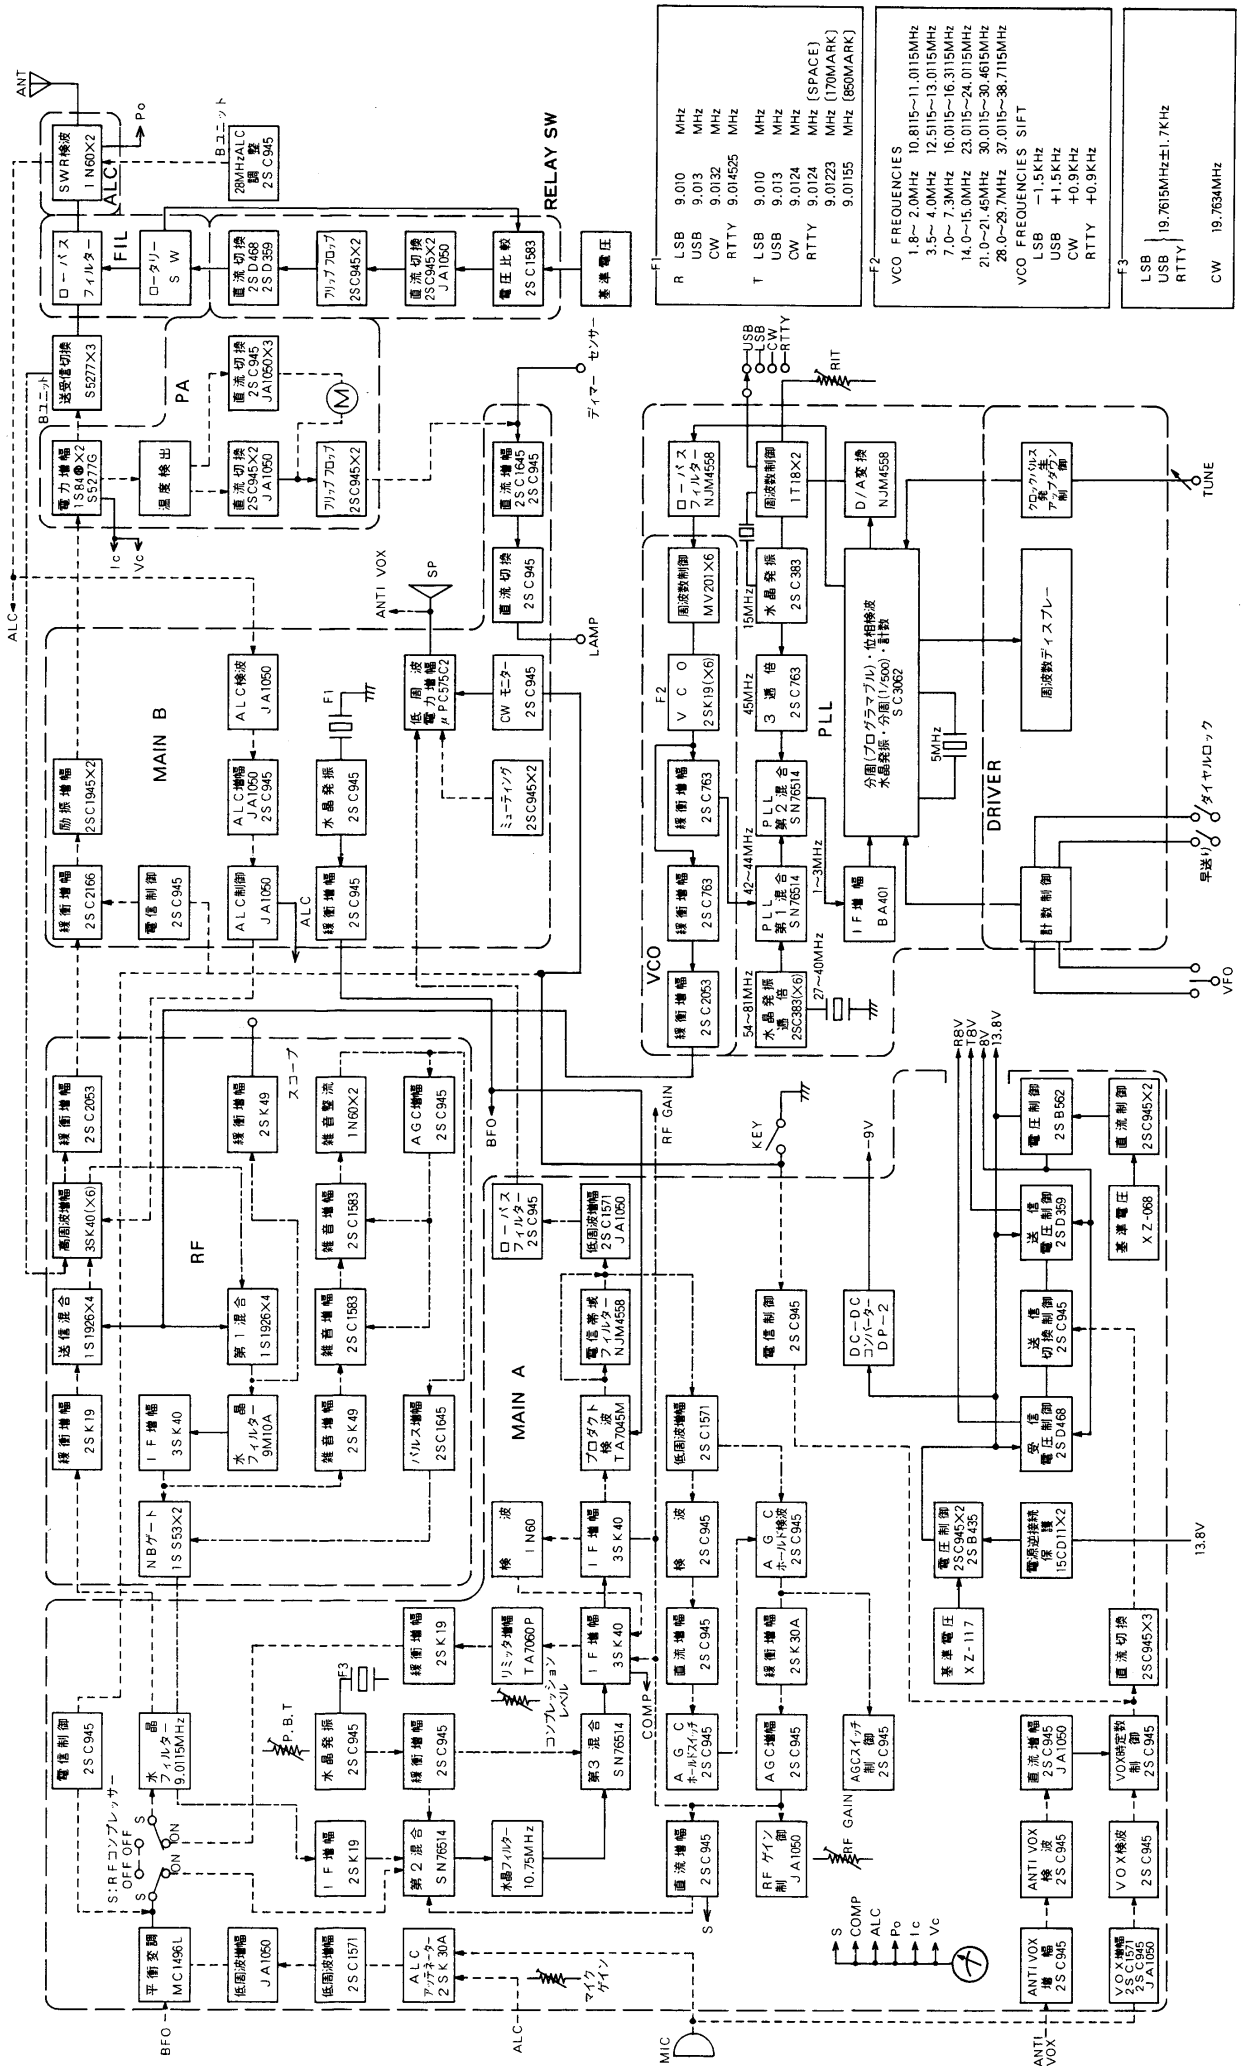 ANT
SWR検波
1N60×2
ALC
Po
Bユニット
28MHzALC
調整
2SC945
ローパス
フィルター
FIL
ロータリー
SW
直流切換
2SD468
2SD359
フリップフロップ
2SC945×2
直流切換
2SC945×2
JA1050
電圧比較
2SC1583
基準電圧
RELAY SW
Bユニット
送受信切換
S5277×3
PA
電力増幅
S5277G
温度検出
直流切換
2SC945
JA1050×3
直流切換
2SC945×2
JA1050
M
フリップフロップ
2SC945×2
Ic
Vc
直流増幅
2SC1645
2SC945
ディマー センサー
直流切換
2SC945
LAMP
ALC
MAIN B
励振増幅
2SC1945×2
緩衝増幅
2SC2166
電信制御
2SC945
ALC検波
JA1050
ALC増幅
JA1050
2SC945
ALC制御
JA1050
ALC
F1
水晶発振
2SC945
緩衝増幅
2SC945
ANTI VOX
SP
低周波
電力増幅
μPC575C2
CWモニター
2SC945
ミューティング
2SC945×2
RF
緩衝増幅
2SC2053
高周波増幅
3SK40(×6)
送信混合
1S1926×4
緩衝増幅
2SK19
スコープ
緩衝増幅
2SK49
第1混合
1S1926×4
水晶
フィルター
9M10A
IF増幅
3SK40
NBゲート
1SS53×2
雑音整流
1N60×2
雑音増幅
2SC1583
雑音増幅
2SC1583
雑音増幅
2SK49
AGC増幅
2SC945
パルス増幅
2SC1645
BFO
MAIN A
ローパス
フィルター
2SC945
低周波増幅
2SC1571
JA1050
電信帯域
フィルター
NJM4558
プロダクト
検波
TA7045M
検波
1N60
IF増幅
3SK40
IF増幅
3SK40
COMP
リミッタ増幅
TA7060P
コンプレッション
レベル
緩衝増幅
2SK19
F3
P.B.T
水晶発振
2SC945
緩衝増幅
2SC945
第3混合
SN76514
IF増幅
2SK19
第2混合
SN76514
水晶フィルター
10.75MHz
電信制御
2SC945
水晶
フィルター
9.0115MHz
S:RFコンプレッサー
OFF OFF
S
S
ON
ON
平衡変調
MC1496L
BFO
低周波増幅
JA1050
低周波増幅
2SC1571
ALC
アッテネーター
2SK30A
マイク
ゲイン
ALC
MIC
RF GAIN
低周波増幅
2SC1571
検波
2SC945
直流増幅
2SC945
AGC
ホールドスイッチ
2SC945
AGC
ホールド検波
2SC945
緩衝増幅
2SK30A
AGC増幅
2SC945
AGCスイッチ
制御
2SC945
直流増幅
2SC945
S
RFゲイン
制御
JA1050
RF GAIN
S
COMP
ALC
Po
Ic
Vc
KEY
電信制御
2SC945
-9V
DC-DC
コンバーター
DP-2
R8V
T8V
8V
13.8V
電圧制御
2SB562
直流制御
2SC945×2
送信
電圧制御
2SD359
基準電圧
XZ-068
送信
切換制御
2SC945
受信
電圧制御
2SD468
電圧制御
2SC945×2
2SB435
電源逆接続
保護
15CD11×2
13.8V
基準電圧
XZ-117
直流切換
2SC945×3
直流増幅
2SC945
JA1050
VOX時定数
制御
2SC945
ANTI VOX
検波
2SC945
VOX検波
2SC945
ANTI VOX
増幅
2SC945
VOX増幅
2SC1571
2SC945
JA1050
ANTI
VOX
VCO
F2
ローパス
フィルター
NJM4558
周波数制御
MV201×6
VCO
2SK19(×6)
緩衝増幅
2SC763
緩衝増幅
2SC763
緩衝増幅
2SC2053
USB
LSB
CW
RTTY
RIT
周波数制御
1T18×2
15MHz
水晶発振
2SC383
45MHz
3逓倍
2SC763
PLL
PLL
第2混合
SN76514
42~44MHz
PLL
第1混合
SN76514
1~3MHz
54~81MHz
水晶発振
逓倍
2SC383(×6)
27~40MHz
D/A変換
NJM4558
分周(プログラマブル)・位相検波
水晶発振・分周(1/500)・計数
SC3062
5MHz
IF増幅
BA401
DRIVER
クロックパルス
発生
アップダウン
制御
TUNE
周波数ディスプレー
計数制御
ダイヤルロック
早送り
VFO
F1
R LSB 9.010 MHz
USB 9.013 MHz
CW 9.0132 MHz
RTTY 9.014525 MHz
T LSB 9.010 MHz
USB 9.013 MHz
CW 9.0124 MHz
RTTY 9.0124 MHz [SPACE]
9.01223 MHz [170MARK]
9.01155 MHz [850MARK]
F2
VCO FREQUENCIES
1.8~ 2.0MHz 10.8115~11.0115MHz
3.5~ 4.0MHz 12.5115~13.0115MHz
7.0~ 7.3MHz 16.0115~16.3115MHz
14.0~15.0MHz 23.0115~24.0115MHz
21.0~21.45MHz 30.0115~30.4615MHz
28.0~29.7MHz 37.0115~38.7115MHz
VCO FREQUENCIES SIFT
LSB -1.5KHz
USB +1.5KHz
CW +0.9KHz
RTTY +0.9KHz
F3
LSB
USB } 19.7615MHz±1.7KHz
RTTY
CW 19.7634MHz